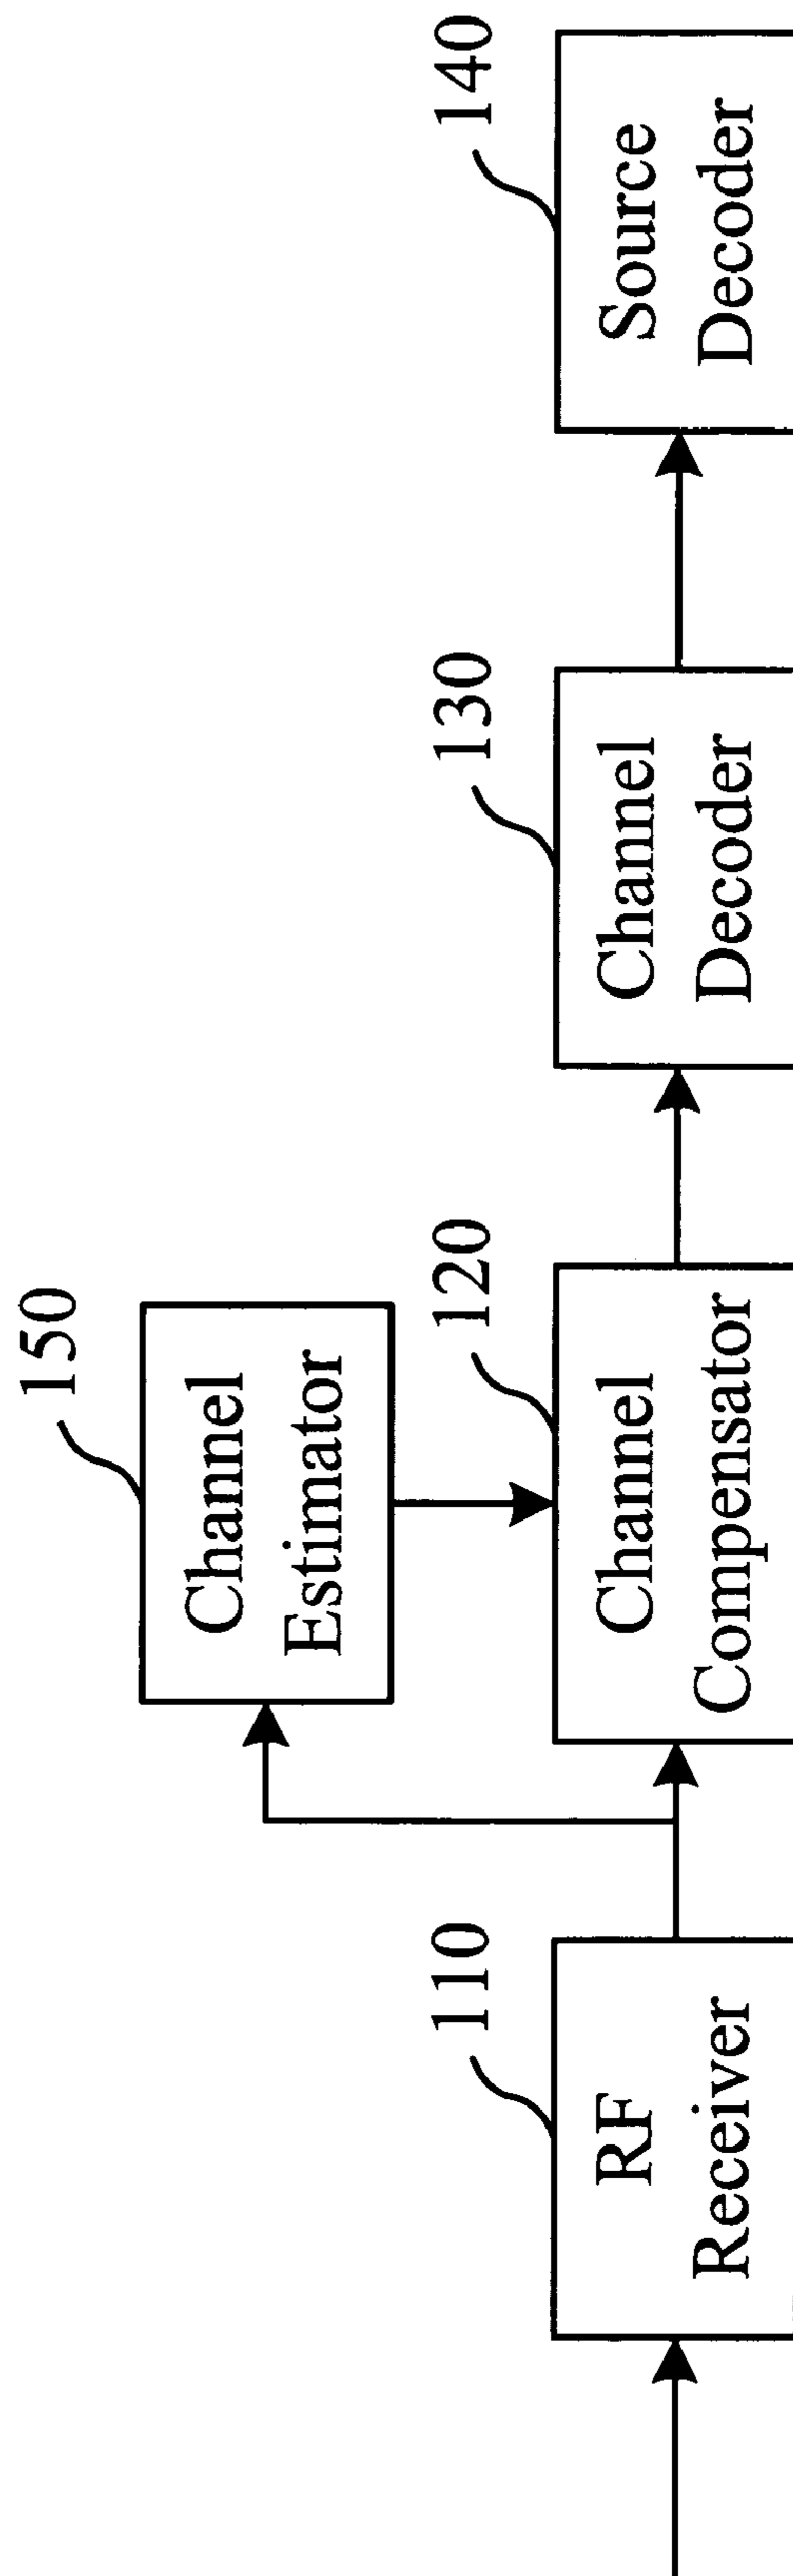 150
Channel
Estimator
110
RF
Receiver
120
Channel
Compensator
130
Channel
Decoder
140
Source
Decoder